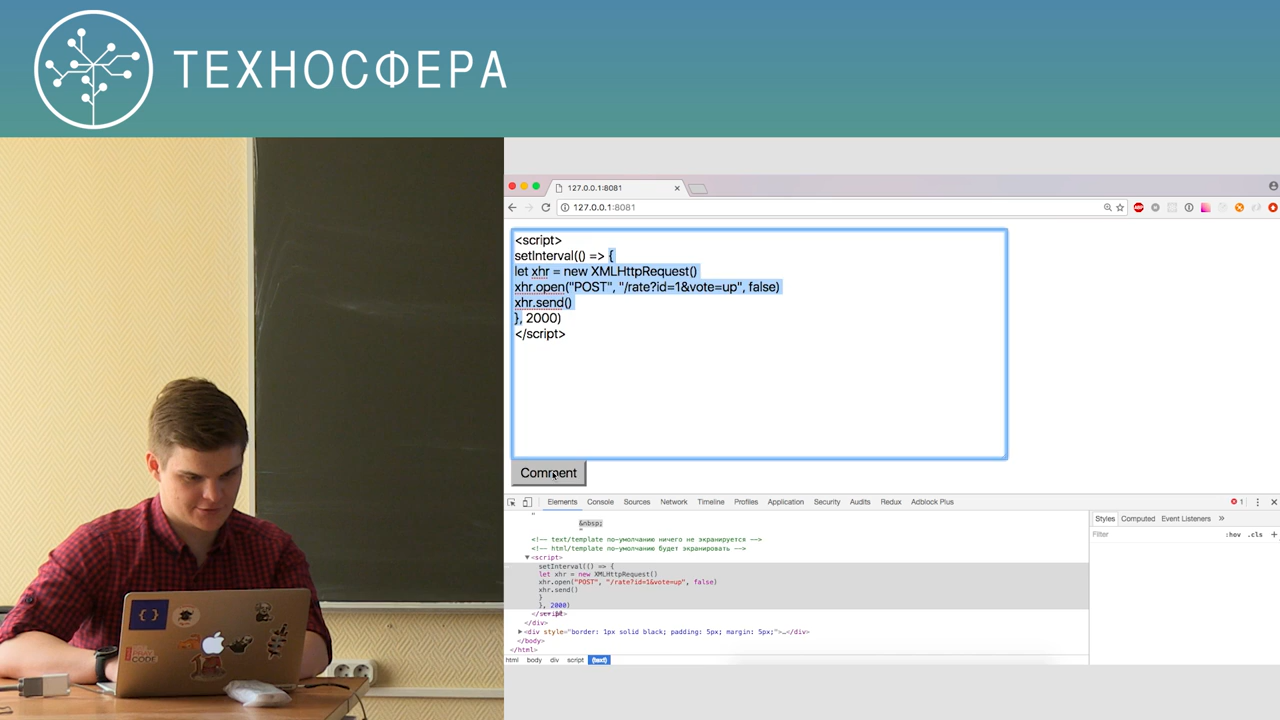 ТЕХНОСФЕРА
127.0.0.1:8081
127.0.0.1:8081
<script>
setInterval(() => {
let xhr = new XMLHttpRequest()
xhr.open("POST", "/rate?id=1&vote=up", false)
xhr.send()
}, 2000)
</script>
Comment
Elements Console Sources Network Timeline Profiles Application Security Audits Redux Adblock Plus 1
Styles Computed Event Listeners »
Filter :hov .cls +
"
&nbsp;
"
<!-- text/template по-умолчанию ничего не экранируется -->
<!-- html/template по-умолчанию будет экранировать -->
<script>
setInterval(() => {
let xhr = new XMLHttpRequest()
xhr.open("POST", "/rate?id=1&vote=up", false)
xhr.send()
}
}, 2000)
</script>
</div>
<div style="border: 1px solid black; padding: 5px; margin: 5px;">…</div>
</body>
</html>
html body div script (text)
{ }
CODE